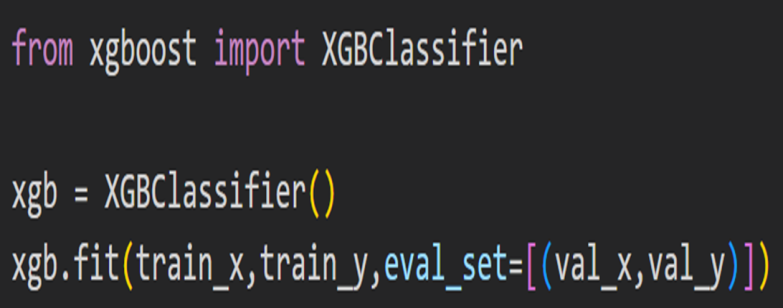 from xgboost import XGBClassifier
xgb = XGBClassifier()
xgb.fit(train_x,train_y,eval_set=[(val_x,val_y)])